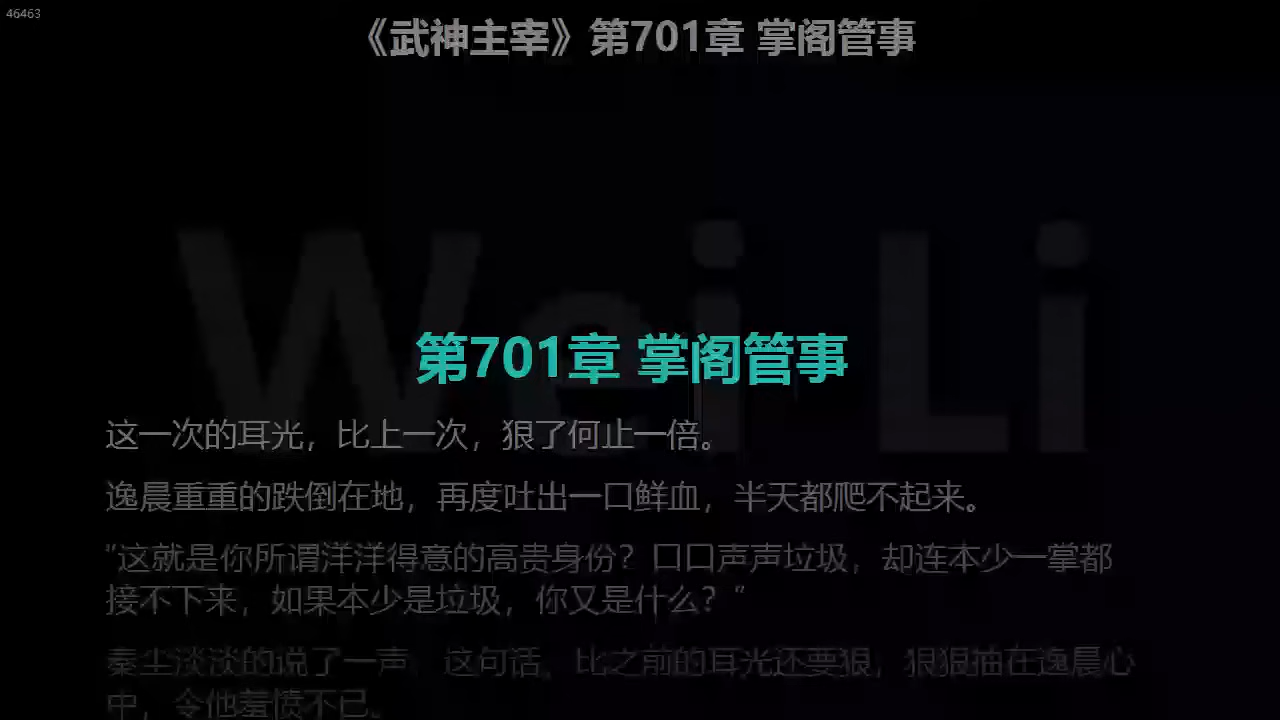 46463
《武神主宰》第701章 掌阁管事
Wei Li
第701章 掌阁管事
这一次的耳光，比上一次，狠了何止一倍。
逸晨重重的跌倒在地，再度吐出一口鲜血，半天都爬不起来。
“这就是你所谓洋洋得意的高贵身份？口口声声垃圾，却连本少一掌都
接不下来，如果本少是垃圾，你又是什么？”
秦尘淡淡的说了一声，这句话，比之前的耳光还要狠，狠狠抽在逸晨心
中，令他羞愤不已。